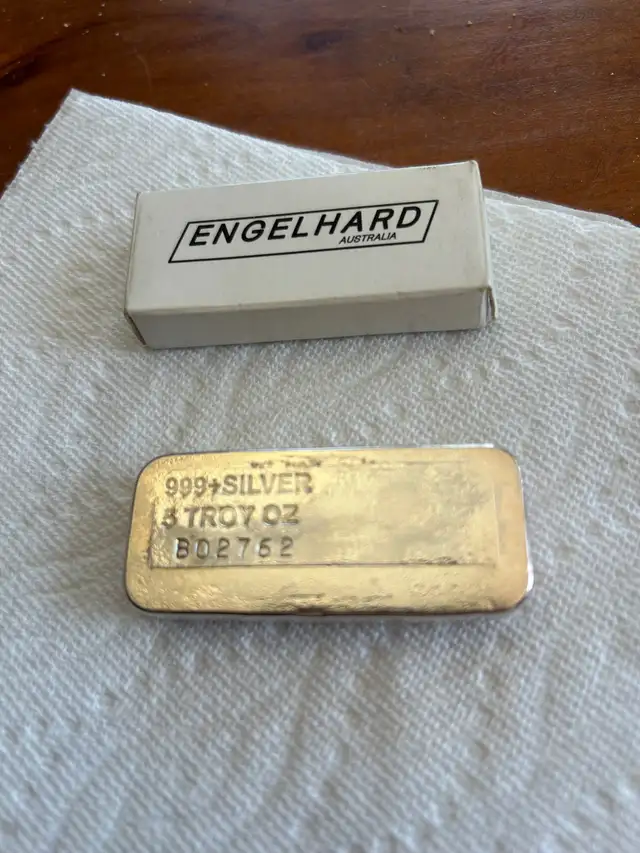 ENGELHARD
AUSTRALIA
999+SILVER
5 TROY OZ
B02762